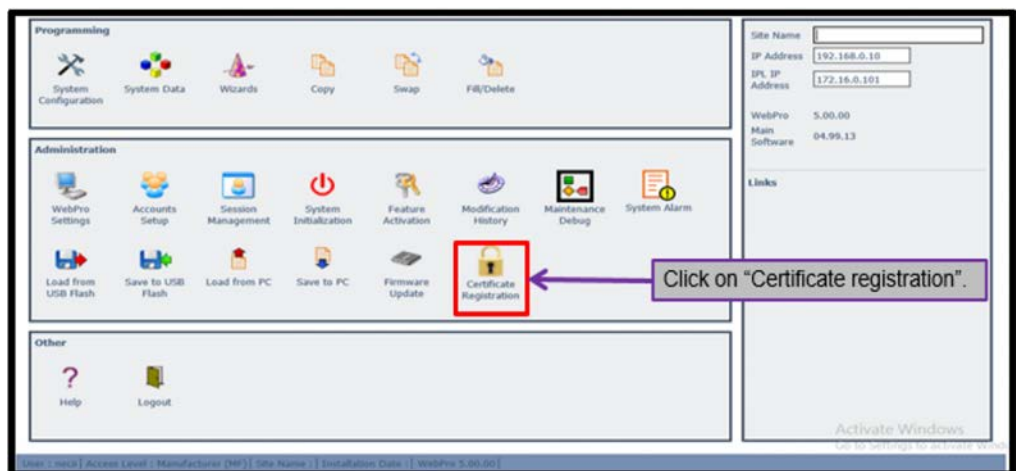 Programming
System Configuration
System Data
Wizards
Copy
Swap
Fill/Delete
Administration
WebPro Settings
Accounts Setup
Session Management
System Initialization
Feature Activation
Modification History
Maintenance Debug
System Alarm
Load from USB Flash
Save to USB Flash
Load from PC
Save to PC
Firmware Update
Certificate Registration
Click on “Certificate registration”.
Other
Help
Logout
Site Name
IP Address 192.168.0.10
IPL IP Address 172.16.0.101
WebPro 5.00.00
Main Software 04.99.13
Links
Activate Windows
Go to Settings to activate Windo
User : necii | Access Level : Manufacturer (MF) | Site Name : | Installation Date : | WebPro 5.00.00 |